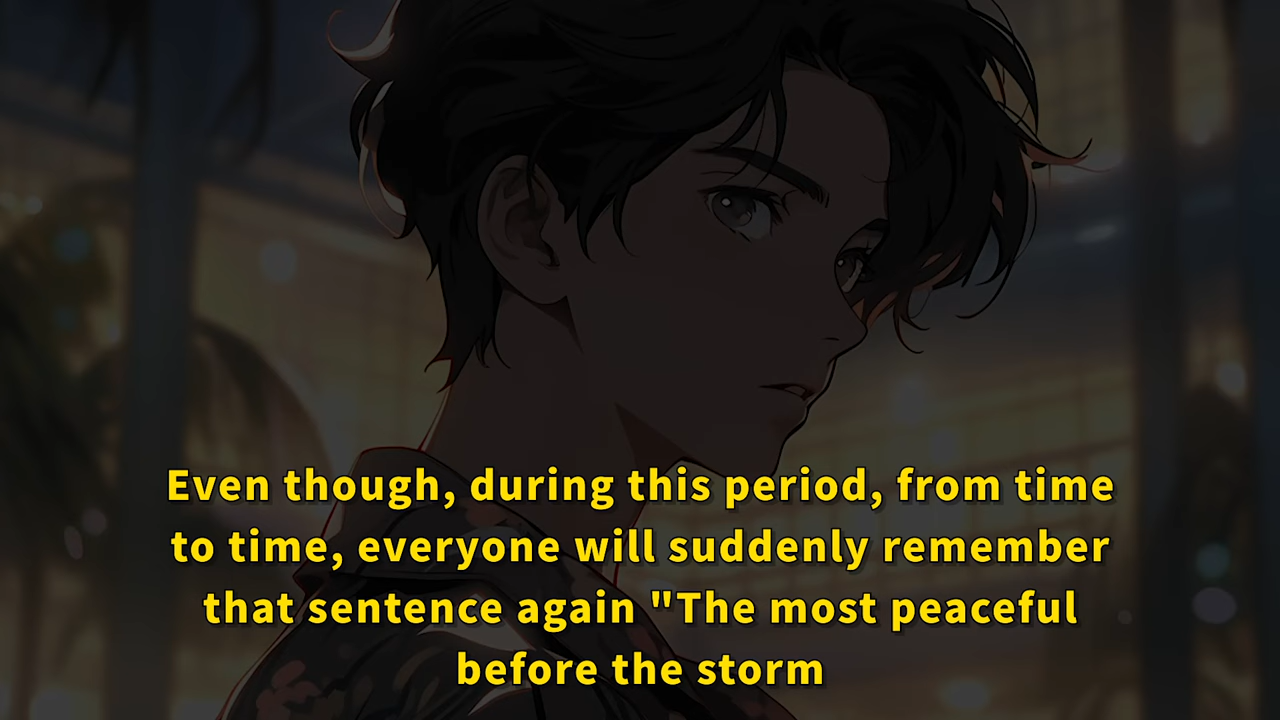 Even though, during this period, from time
to time, everyone will suddenly remember
that sentence again "The most peaceful
before the storm